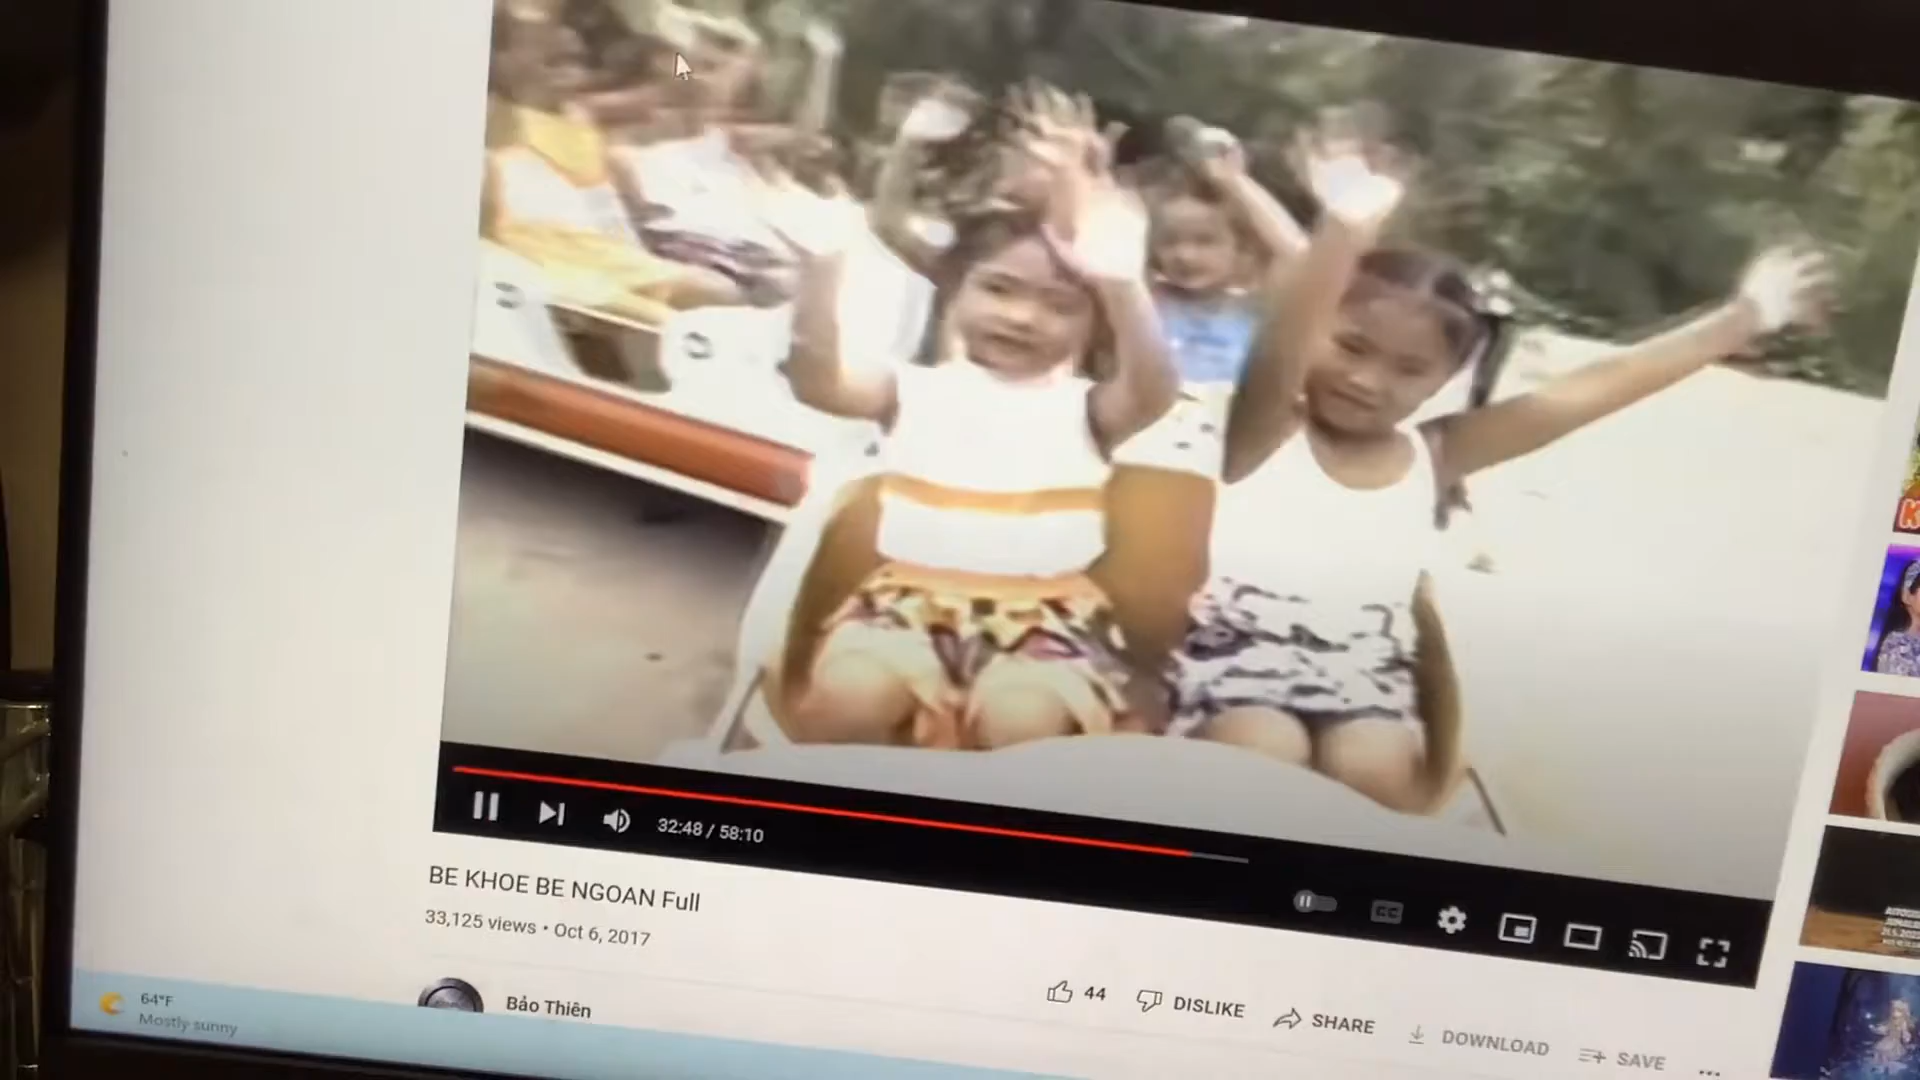 32:48 / 58:10
CC
BE KHOE BE NGOAN Full
33,125 views • Oct 6, 2017
44
DISLIKE
SHARE
DOWNLOAD
SAVE
...
Bảo Thiên
64°F
Mostly sunny
K